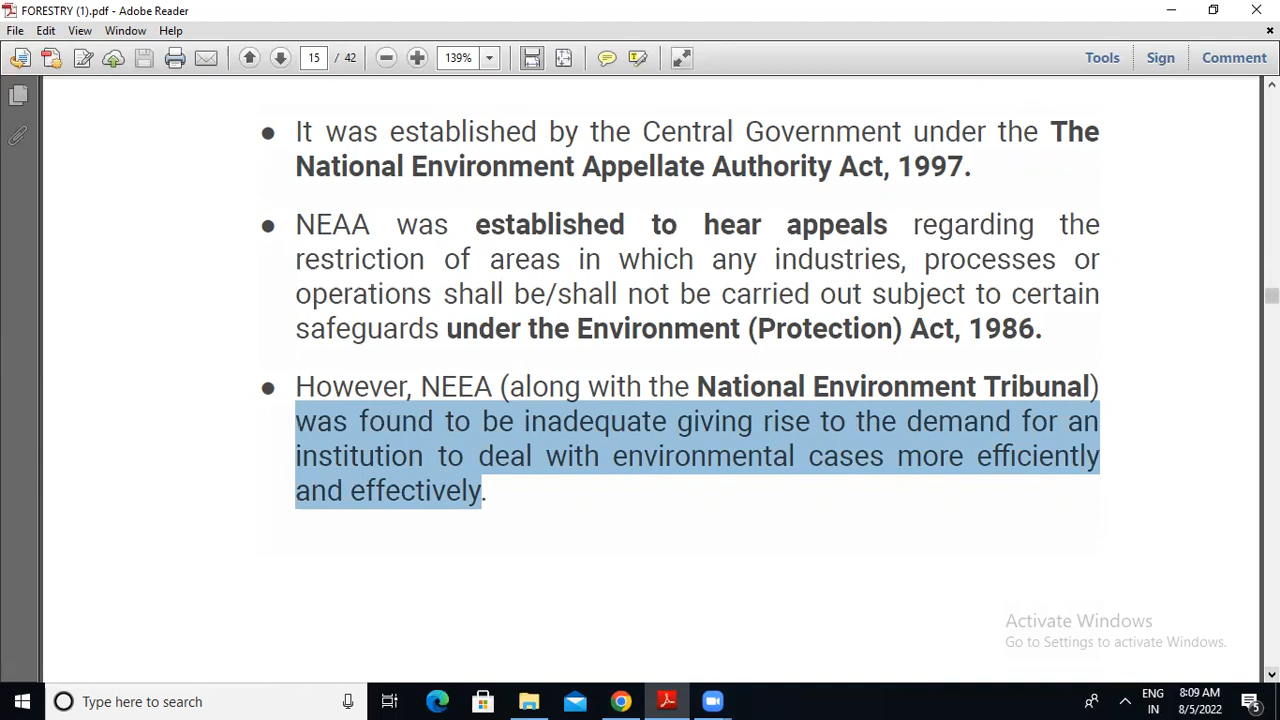 FORESTRY (1).pdf - Adobe Reader
File Edit View Window Help
15 / 42 139% Tools Sign Comment
● It was established by the Central Government under the The
National Environment Appellate Authority Act, 1997.
● NEAA was established to hear appeals regarding the
restriction of areas in which any industries, processes or
operations shall be/shall not be carried out subject to certain
safeguards under the Environment (Protection) Act, 1986.
● However, NEEA (along with the National Environment Tribunal)
was found to be inadequate giving rise to the demand for an
institution to deal with environmental cases more efficiently
and effectively.
Activate Windows
Go to Settings to activate Windows.
Type here to search
ENG
IN
8:09 AM
8/5/2022
5